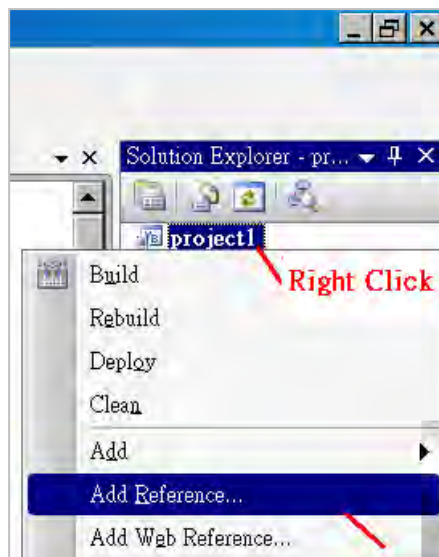 Solution Explorer - pr...
project1
Right Click
Build
Rebuild
Deploy
Clean
Add
Add Reference...
Add Web Reference...